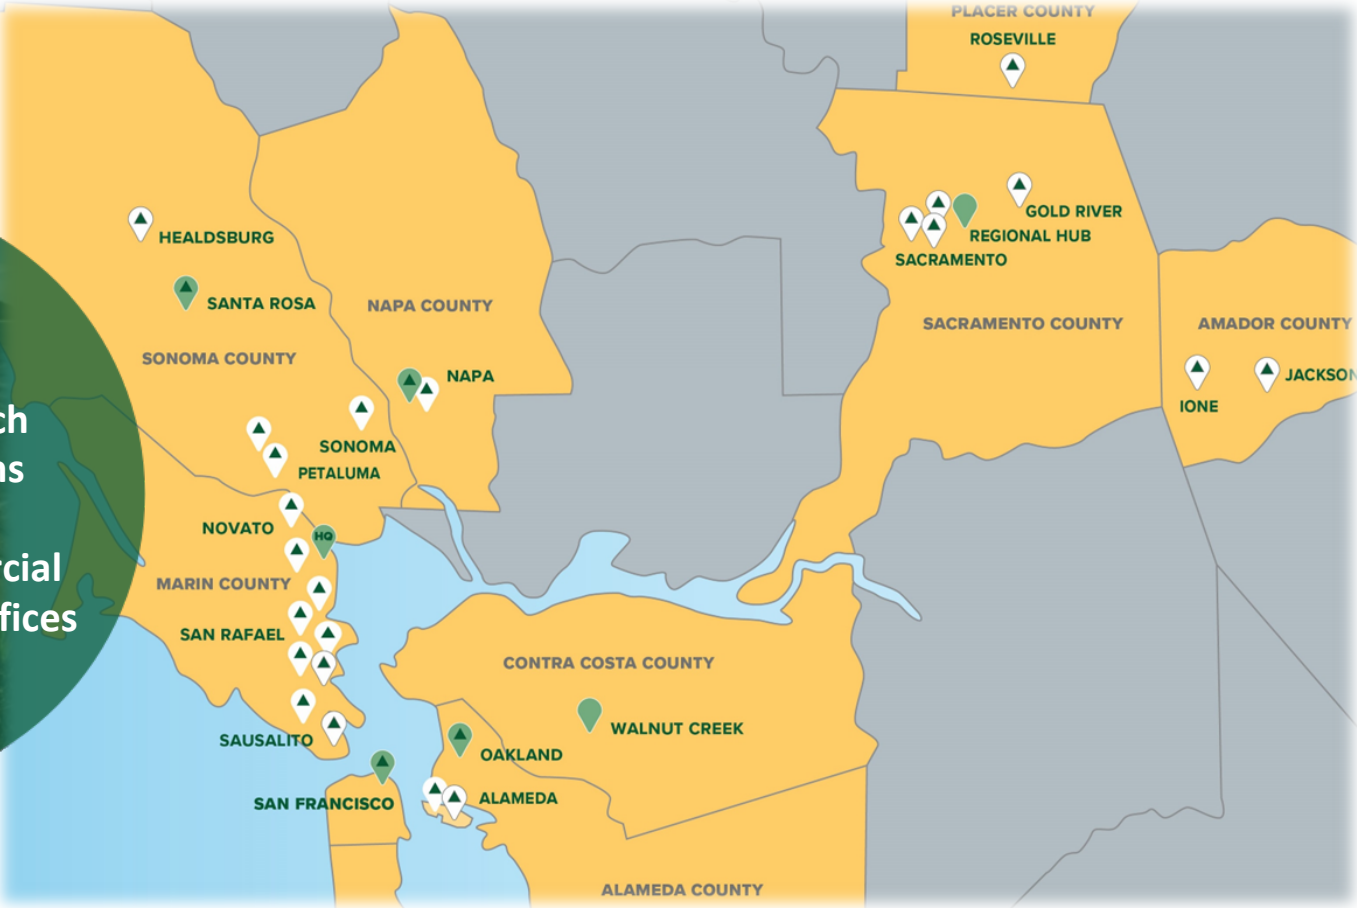 PLACER COUNTY
ROSEVILLE
GOLD RIVER
REGIONAL HUB
SACRAMENTO
HEALDSBURG
SANTA ROSA
NAPA COUNTY
SACRAMENTO COUNTY
AMADOR COUNTY
SONOMA COUNTY
NAPA
JACKSON
IONE
SONOMA
PETALUMA
NOVATO
HQ
MARIN COUNTY
SAN RAFAEL
CONTRA COSTA COUNTY
WALNUT CREEK
SAUSALITO
OAKLAND
SAN FRANCISCO
ALAMEDA
ALAMEDA COUNTY